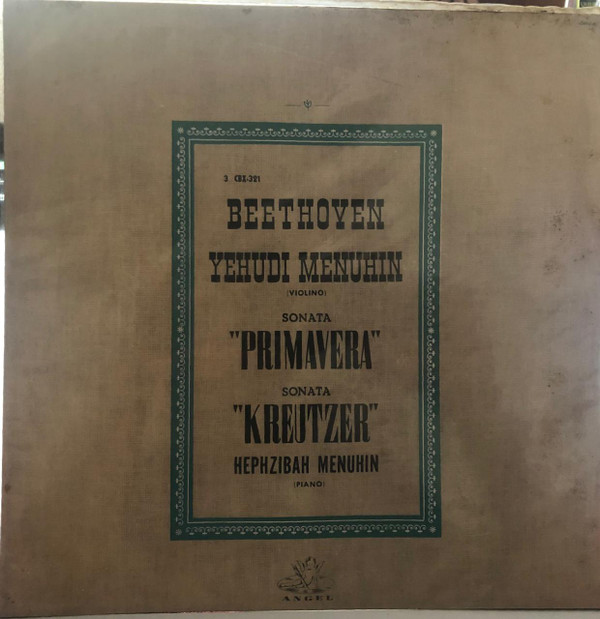 3 CBX-321
BEETHOVEN
YEHUDI MENUHIN
(VIOLINO)
SONATA
"PRIMAVERA"
SONATA
"KREUTZER"
HEPHZIBAH MENUHIN
(PIANO)
ANGEL